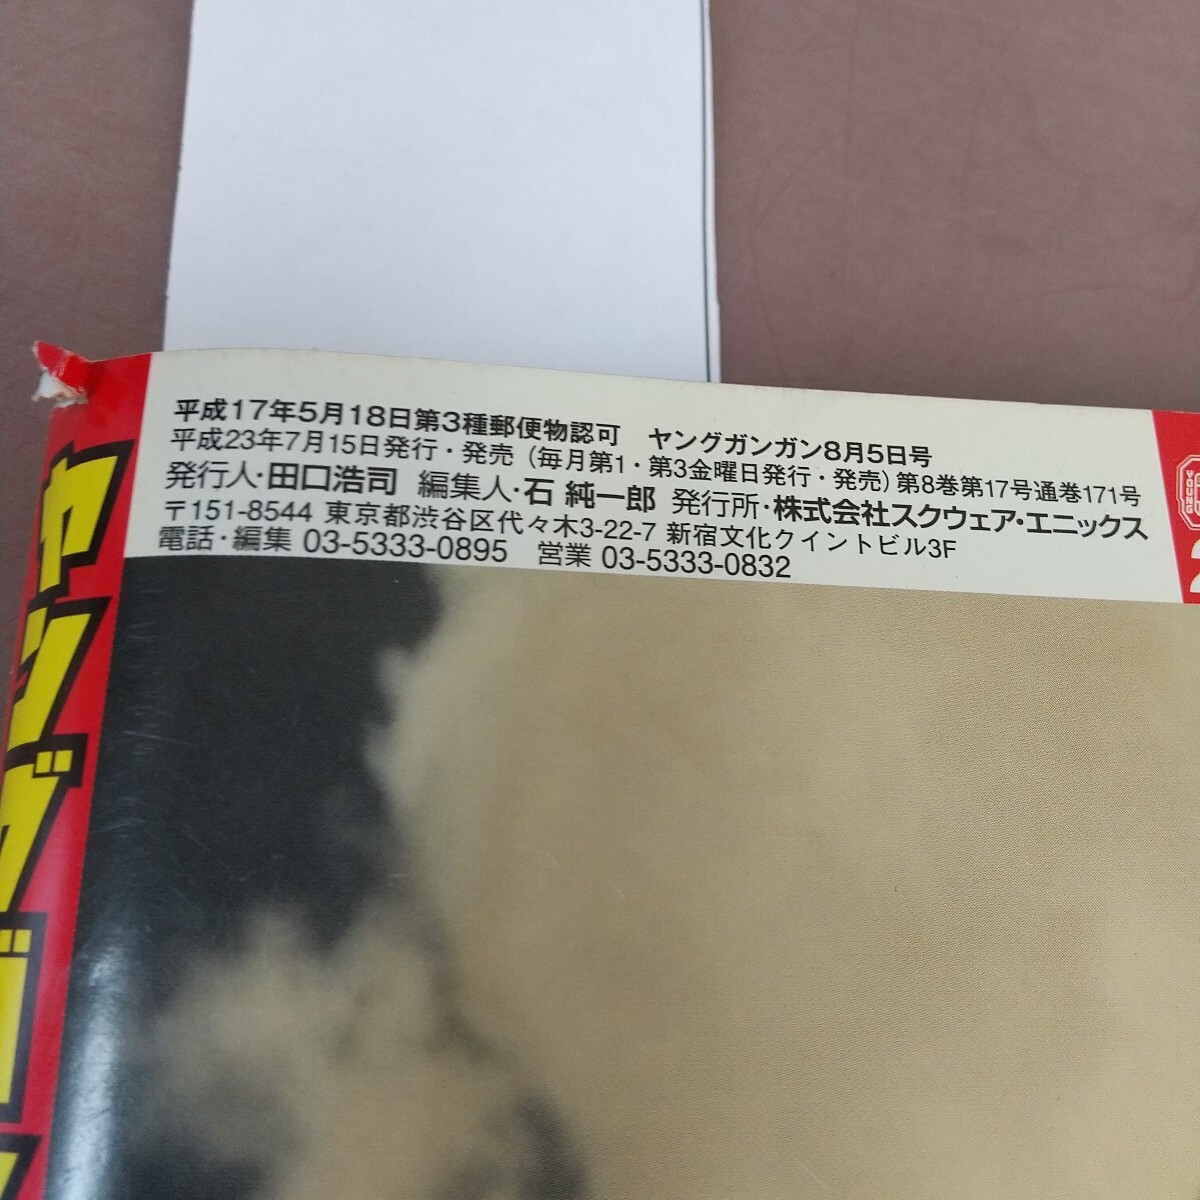 平成17年5月18日第3種郵便物認可　ヤングガンガン8月5日号
平成23年7月15日発行・発売（毎月第1・第3金曜日発行・発売）第8巻第17号通巻171号
発行人・田口浩司　編集人・石 純一郎　発行所・株式会社スクウェア・エニックス
〒151-8544 東京都渋谷区代々木3-22-7 新宿文化クイントビル3F
電話・編集 03-5333-0895　営業 03-5333-0832
ヤングガン
YOUNG
2